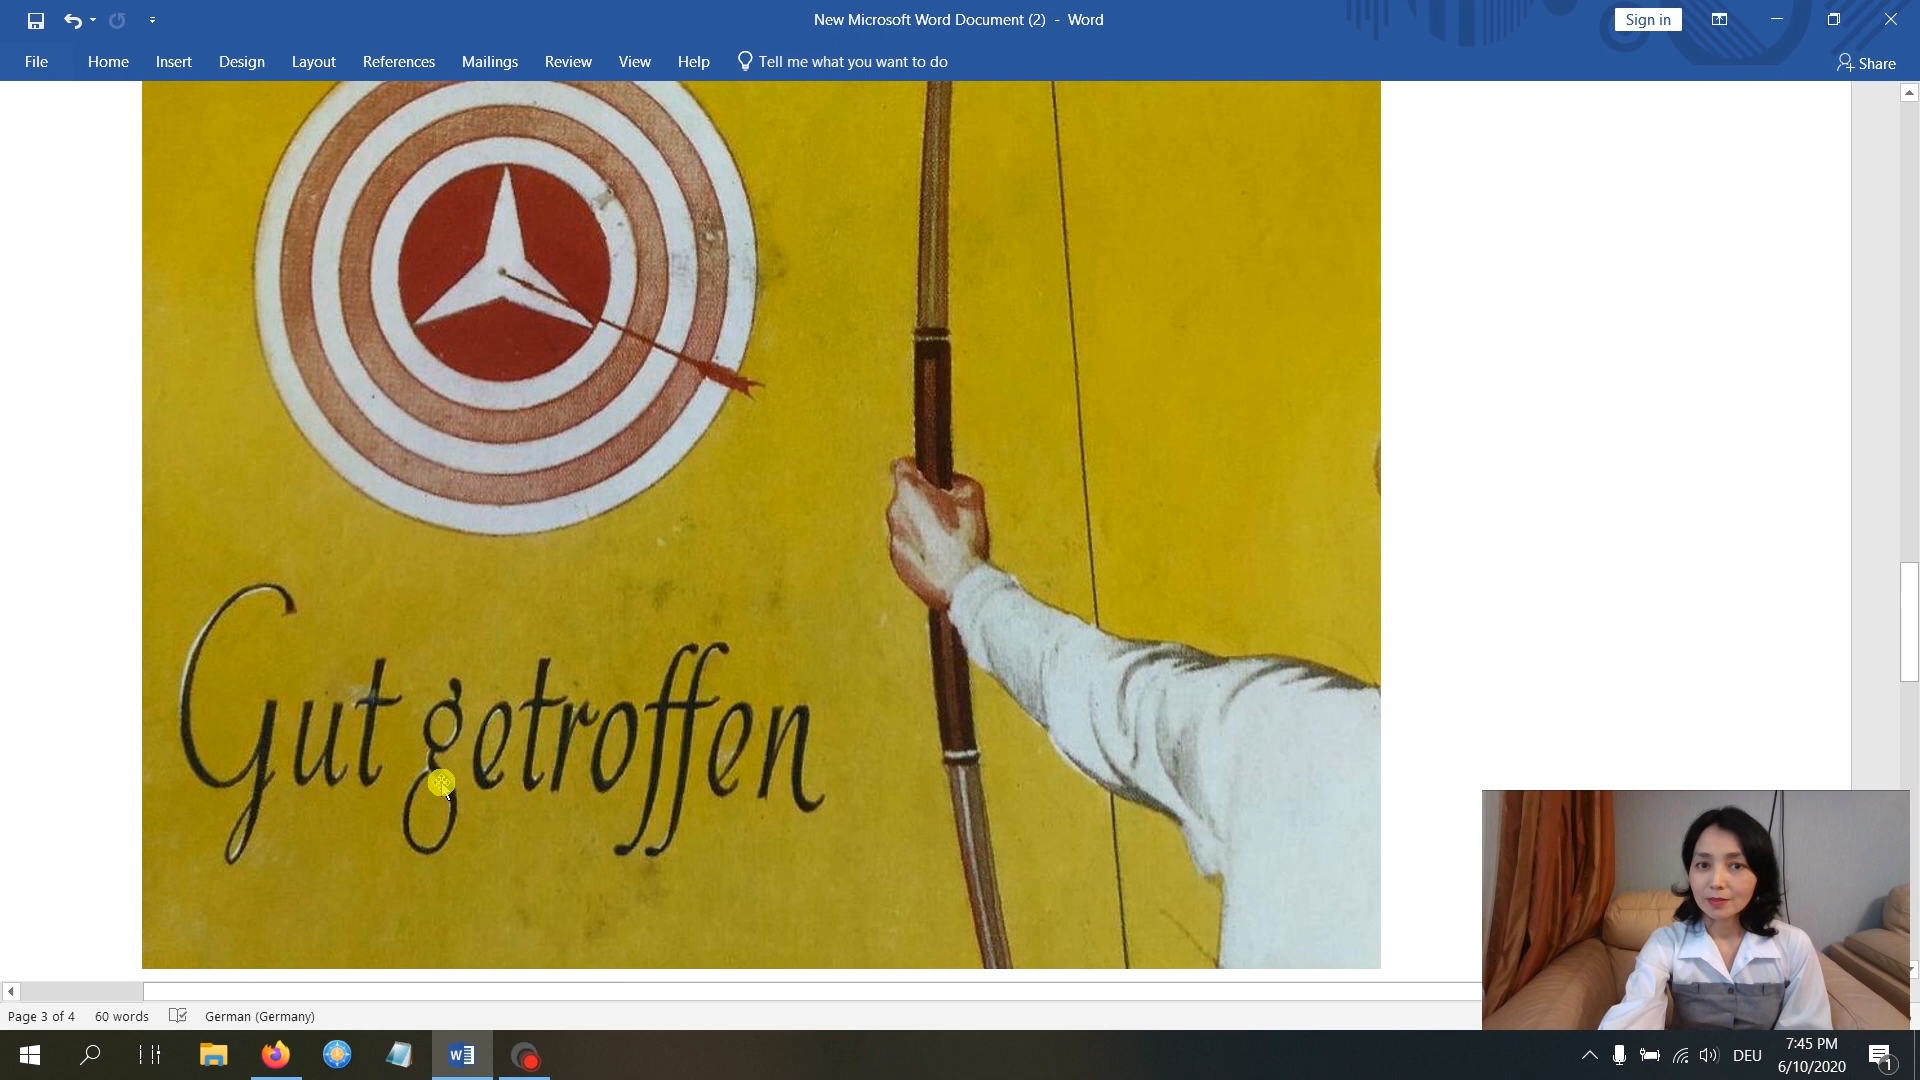 New Microsoft Word Document (2) - Word
Sign in
File Home Insert Design Layout References Mailings Review View Help Tell me what you want to do
Share
Gut getroffen
Page 3 of 4 60 words German (Germany)
DEU
7:45 PM
6/10/2020
1